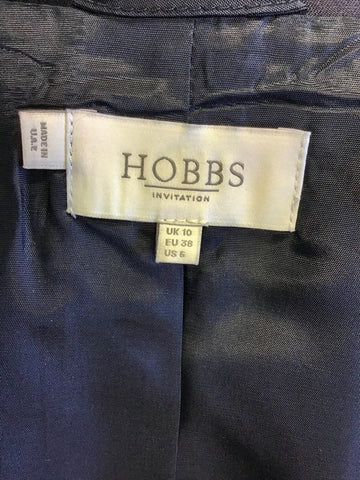 HOBBS
INVITATION
UK 10
EU 38
US 6
MADE IN